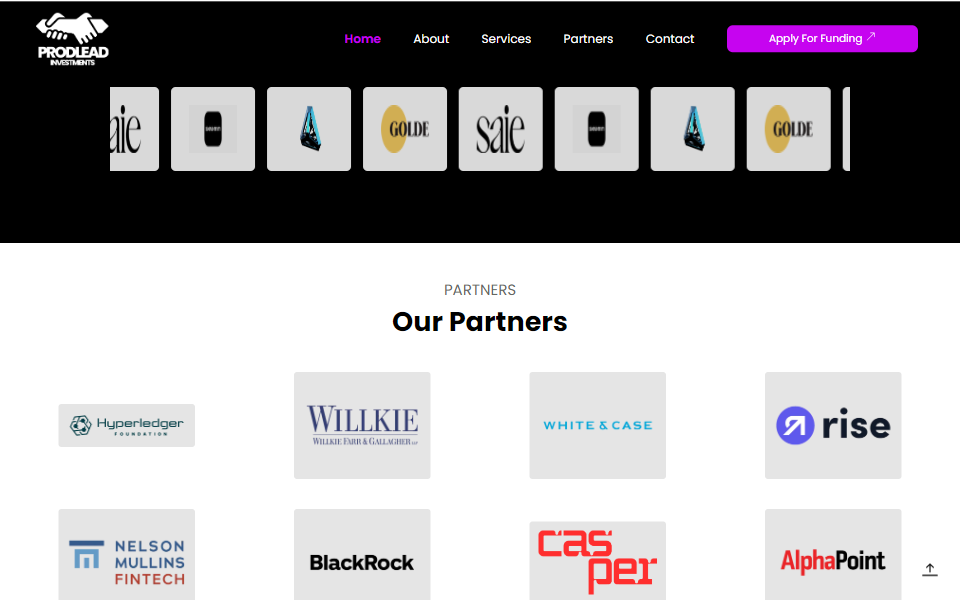 PRODLEAD
INVESTMENTS
Home
About
Services
Partners
Contact
Apply For Funding
aie
GOLDE
saie
GOLDE
PARTNERS
Our Partners
Hyperledger
FOUNDATION
WILLKIE
WILLKIE FARR & GALLAGHER LLP
WHITE & CASE
rise
NELSON
MULLINS
FINTECH
BlackRock
cas
per
AlphaPoint